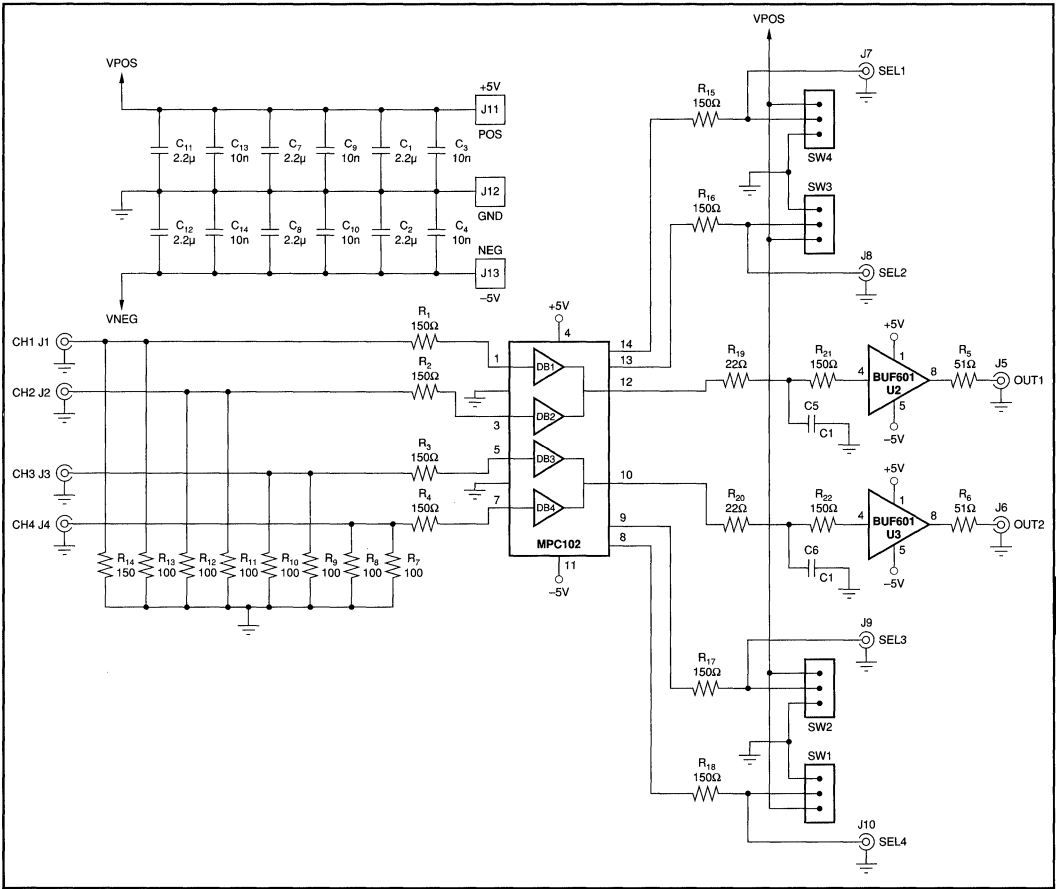 VPOS
+5V
J11
POS
C11
2.2µ
C13
10n
C7
2.2µ
C9
10n
C1
2.2µ
C3
10n
J12
GND
C12
2.2µ
C14
10n
C8
2.2µ
C10
10n
C2
2.2µ
C4
10n
NEG
J13
–5V
VNEG
CH1 J1
CH2 J2
CH3 J3
CH4 J4
R1
150Ω
R2
150Ω
R3
150Ω
R4
150Ω
R14
150
R13
100
R12
100
R11
100
R10
100
R9
100
R8
100
R7
100
+5V
4
1
3
5
7
DB1
DB2
DB3
DB4
MPC102
11
–5V
14
13
12
10
9
8
VPOS
J7
SEL1
R15
150Ω
SW4
SW3
R16
150Ω
J8
SEL2
R19
22Ω
R21
150Ω
C5
C1
+5V
1
4
BUF601
U2
8
5
–5V
R5
51Ω
J5
OUT1
R20
22Ω
R22
150Ω
C6
C1
+5V
1
4
BUF601
U3
8
5
–5V
R6
51Ω
J6
OUT2
J9
SEL3
R17
150Ω
SW2
SW1
R18
150Ω
J10
SEL4